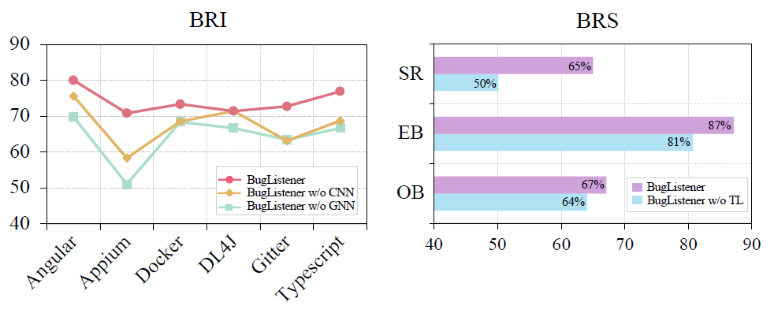 BRI
90
80
70
60
50
40
BugListener
BugListener w/o CNN
BugListener w/o GNN
Angular
Appium
Docker
DL4J
Gitter
Typescript
BRS
SR
65%
50%
EB
87%
81%
OB
67%
64%
BugListener
BugListener w/o TL
40
50
60
70
80
90